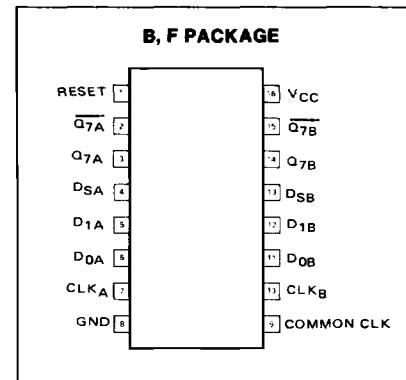 B, F PACKAGE
RESET 1 16 VCC
Q7A 2 15 Q7B
Q7A 3 14 Q7B
DSA 4 13 DSB
D1A 5 12 D1B
D0A 6 11 D0B
CLKA 7 10 CLKB
GND 8 9 COMMON CLK